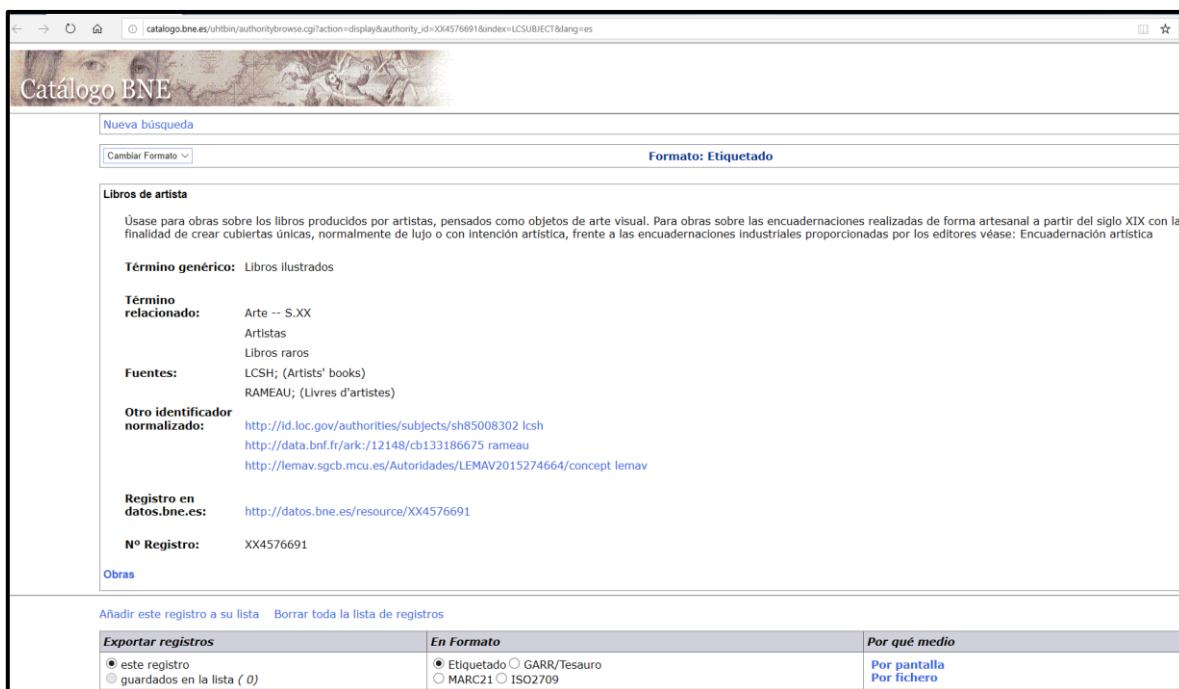 catalogo.bne.es/uhtbin/authoritybrowse.cgi?action=display&authority_id=XX4576691&index=LCSUBJECT&lang=es
Catálogo BNE
Nueva búsqueda
Cambiar Formato
Formato: Etiquetado
Libros de artista
Úsase para obras sobre los libros producidos por artistas, pensados como objetos de arte visual. Para obras sobre las encuadernaciones realizadas de forma artesanal a partir del siglo XIX con la
finalidad de crear cubiertas únicas, normalmente de lujo o con intención artística, frente a las encuadernaciones industriales proporcionadas por los editores véase: Encuadernación artística
Término genérico: Libros ilustrados
Término
relacionado: Arte -- S.XX
Artistas
Libros raros
Fuentes: LCSH; (Artists' books)
RAMEAU; (Livres d'artistes)
Otro identificador
normalizado: http://id.loc.gov/authorities/subjects/sh85008302 lcsh
http://data.bnf.fr/ark:/12148/cb133186675 rameau
http://lemav.sgcb.mcu.es/Autoridades/LEMAV2015274664/concept lemav
Registro en
datos.bne.es: http://datos.bne.es/resource/XX4576691
Nº Registro: XX4576691
Obras
Añadir este registro a su lista Borrar toda la lista de registros
Exportar registros En Formato Por qué medio
este registro Etiquetado GARR/Tesauro Por pantalla
guardados en la lista ( 0) MARC21 ISO2709 Por fichero